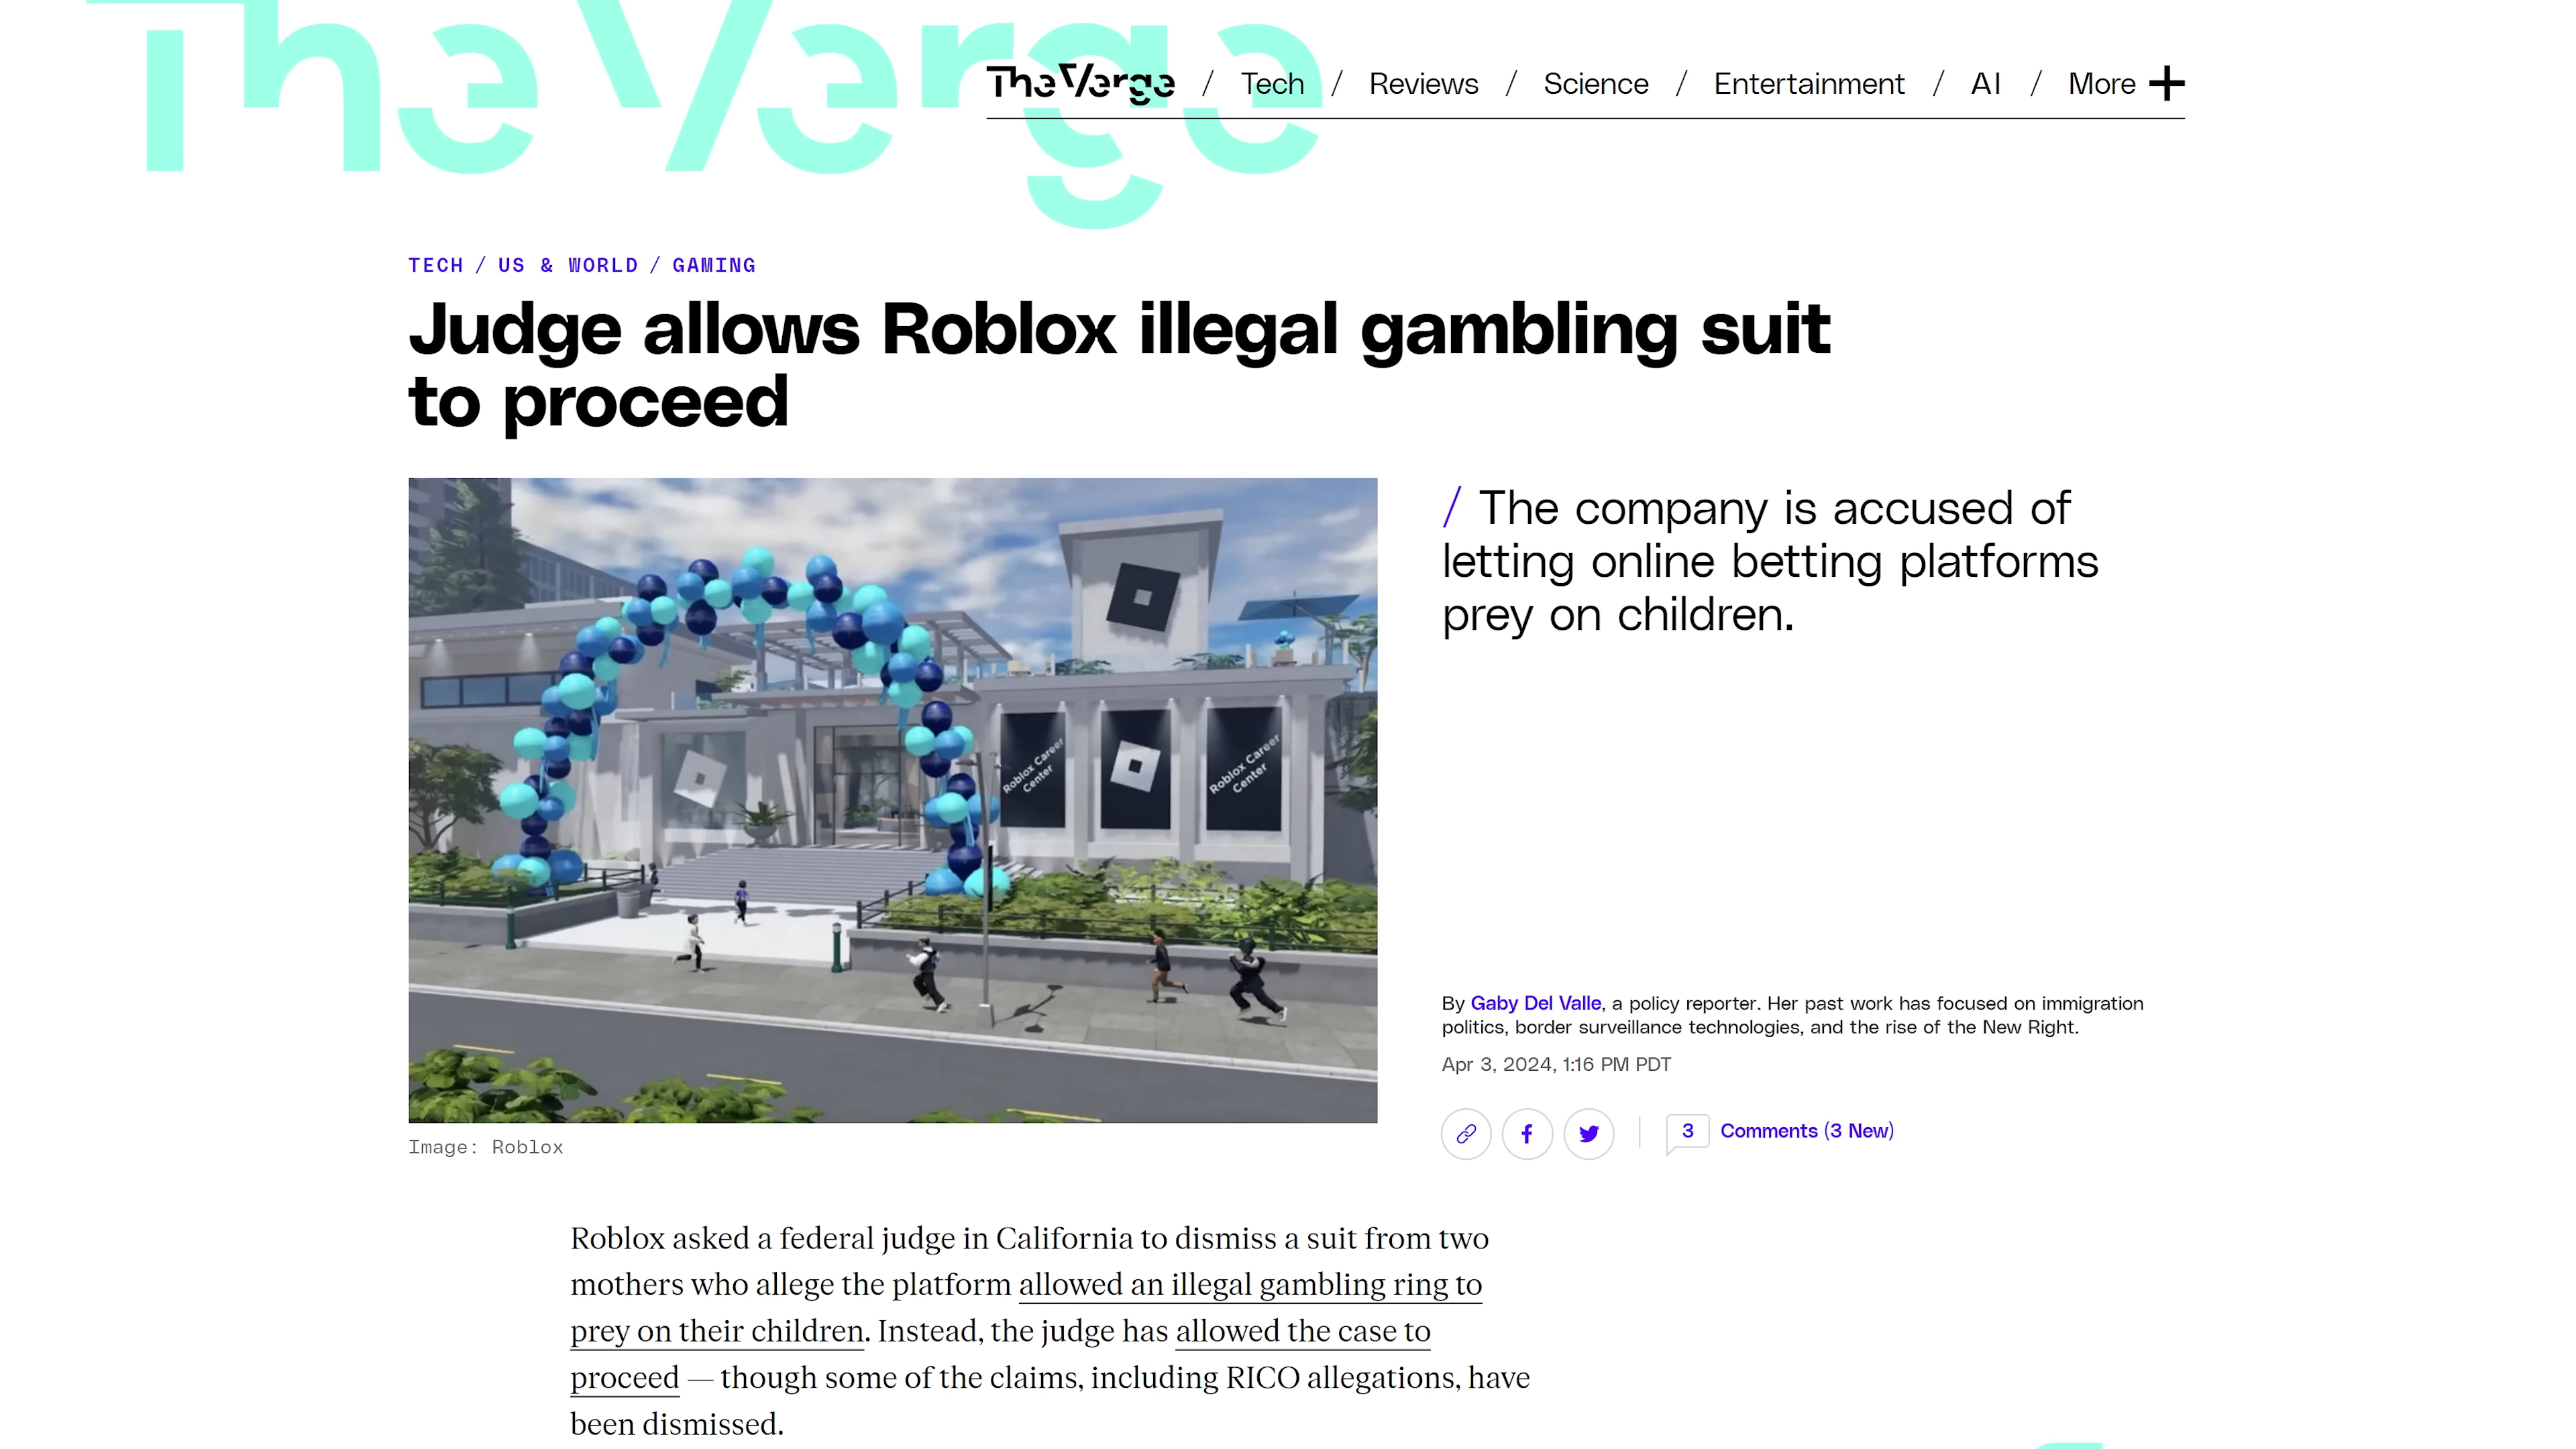 The Verge
The Verge / Tech / Reviews / Science / Entertainment / AI / More +
TECH / US & WORLD / GAMING
Judge allows Roblox illegal gambling suit
to proceed
/ The company is accused of
letting online betting platforms
prey on children.
Roblox Career
Center
Roblox Career
Center
By Gaby Del Valle, a policy reporter. Her past work has focused on immigration
politics, border surveillance technologies, and the rise of the New Right.
Apr 3, 2024, 1:16 PM PDT
3 Comments (3 New)
Image: Roblox
Roblox asked a federal judge in California to dismiss a suit from two
mothers who allege the platform allowed an illegal gambling ring to
prey on their children. Instead, the judge has allowed the case to
proceed — though some of the claims, including RICO allegations, have
been dismissed.